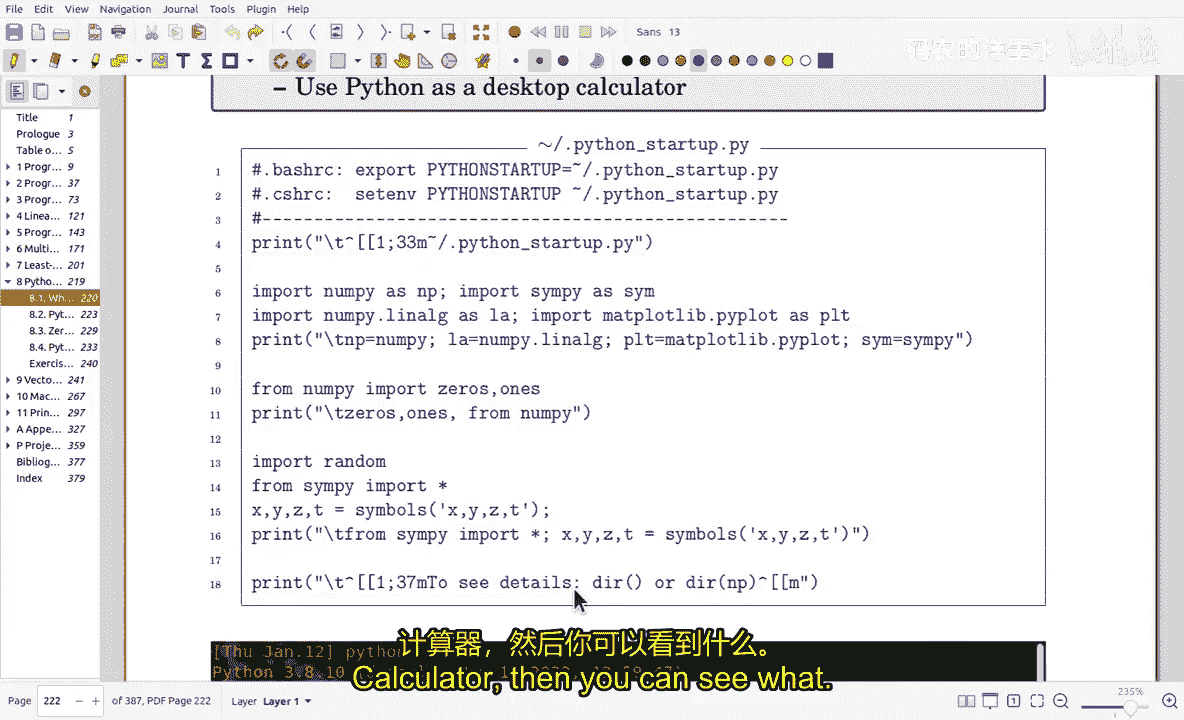 File Edit View Navigation Journal Tools Plugin Help
Sans 13
Title 1
Prologue 3
Table o... 5
1 Progr... 9
2 Progr... 37
3 Progr... 73
4 Linea... 121
5 Progr... 143
6 Multi... 171
7 Least-... 201
8 Pytho... 219
8.1. Wh... 220
8.2. Pyt... 223
8.3. Zer... 229
8.4. Pyt... 233
Exercis... 240
9 Vecto... 241
10 Mac... 267
11 Prin... 297
A Appe... 327
P Proje... 359
Bibliog... 377
Index 379
– Use Python as a desktop calculator
~/.python_startup.py
1 #.bashrc: export PYTHONSTARTUP=~/.python_startup.py
2 #.cshrc: setenv PYTHONSTARTUP ~/.python_startup.py
3 #--------------------------------------------
4 print("\t^[[1;33m~/.python_startup.py")
5
6 import numpy as np; import sympy as sym
7 import numpy.linalg as la; import matplotlib.pyplot as plt
8 print("\tnp=numpy; la=numpy.linalg; plt=matplotlib.pyplot; sym=sympy")
9
10 from numpy import zeros,ones
11 print("\tzeros,ones, from numpy")
12
13 import random
14 from sympy import *
15 x,y,z,t = symbols('x,y,z,t');
16 print("\tfrom sympy import *; x,y,z,t = symbols('x,y,z,t')")
17
18 print("\t^[[1;37mTo see details: dir() or dir(np)^[[m")
[Thu Jan.12] python
Python 3.8.10
计算器，然后你可以看到什么。
Calculator, then you can see what.
Page 222 of 387, PDF Page 222 Layer Layer 1
235%